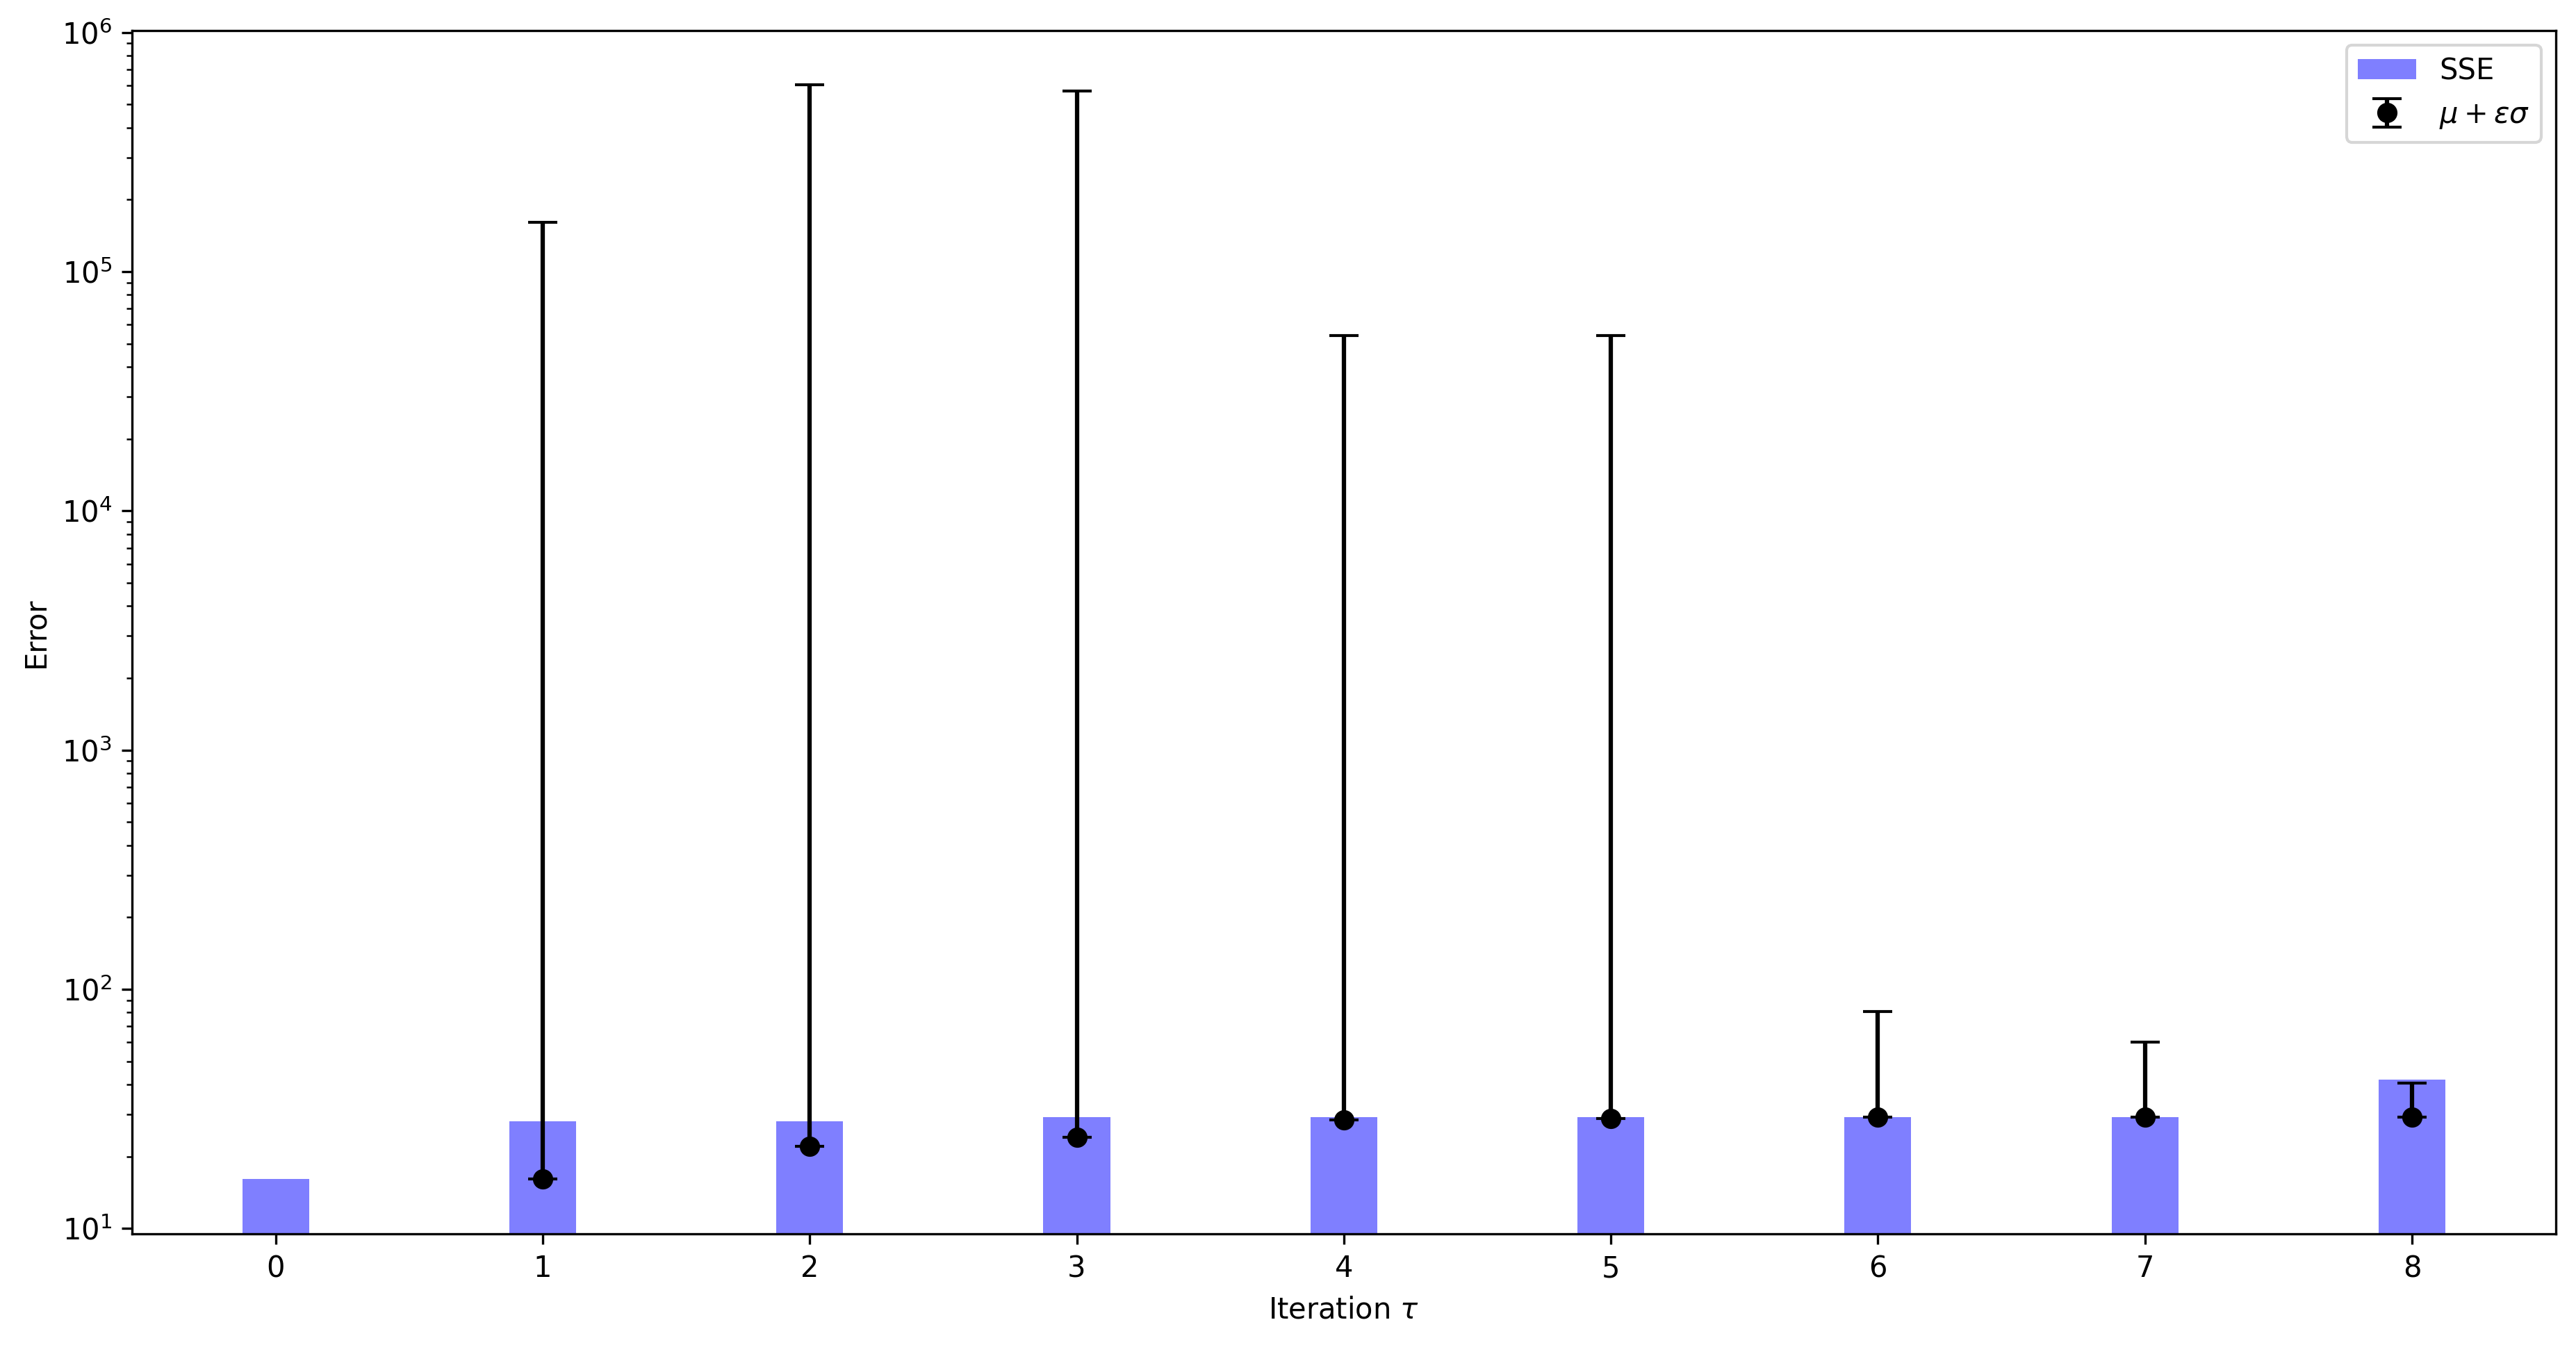 10⁶
10⁵
10⁴
10³
10²
10¹
Error
SSE
μ + εσ
0 1 2 3 4 5 6 7 8
Iteration τ